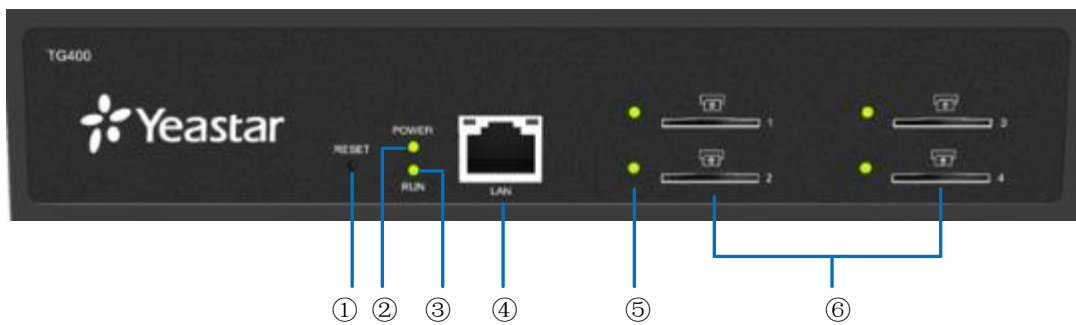 TG400
Yeastar
RESET
POWER
RUN
LAN
1
2
3
4
① ② ③ ④ ⑤ ⑥